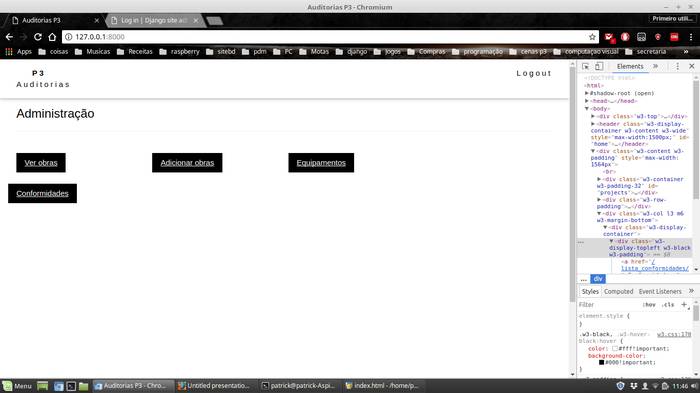 Auditorias P3 - Chromium
Auditorias P3
Log in | Django site ad
Primeiro utili...
127.0.0.1:8000
Apps coisas Musicas Receitas raspberry sitebd pdm PC Motas django Jogos Compras programação cenas p3 computaçao visual secretaria
P3
Auditorias
Logout
Administração
Ver obras
Adicionar obras
Equipamentos
Conformidades
Elements
<!DOCTYPE html>
<html>
#shadow-root (open)
<head>…</head>
<body>
<div class="w3-top">…</div>
<header class="w3-display-
container w3-content w3-wide"
style="max-width:1500px;" id=
"home">…</header>
<div class="w3-content w3-
padding" style="max-width:
1564px">
<br>
<div class="w3-container
w3-padding-32" id=
"projects">…</div>
<div class="w3-row-
padding">…</div>
<div class="w3-col l3 m6
w3-margin-bottom">
<div class="w3-display-
container">
<div class="w3-
display-topleft w3-black
w3-padding"> == $0
<a href="/
lista_conformidades/
... div
Styles Computed Event Listeners
Filter :hov .cls +
element.style {
}
.w3-black, .w3-hover-
black:hover {
w3.css:170
color: #fff!important;
background-color:
#000!important;
}
Menu
Auditorias P3 - Chro...
Untitled presentatio...
patrick@patrick-Aspi...
index.html - /home/p...
11:46